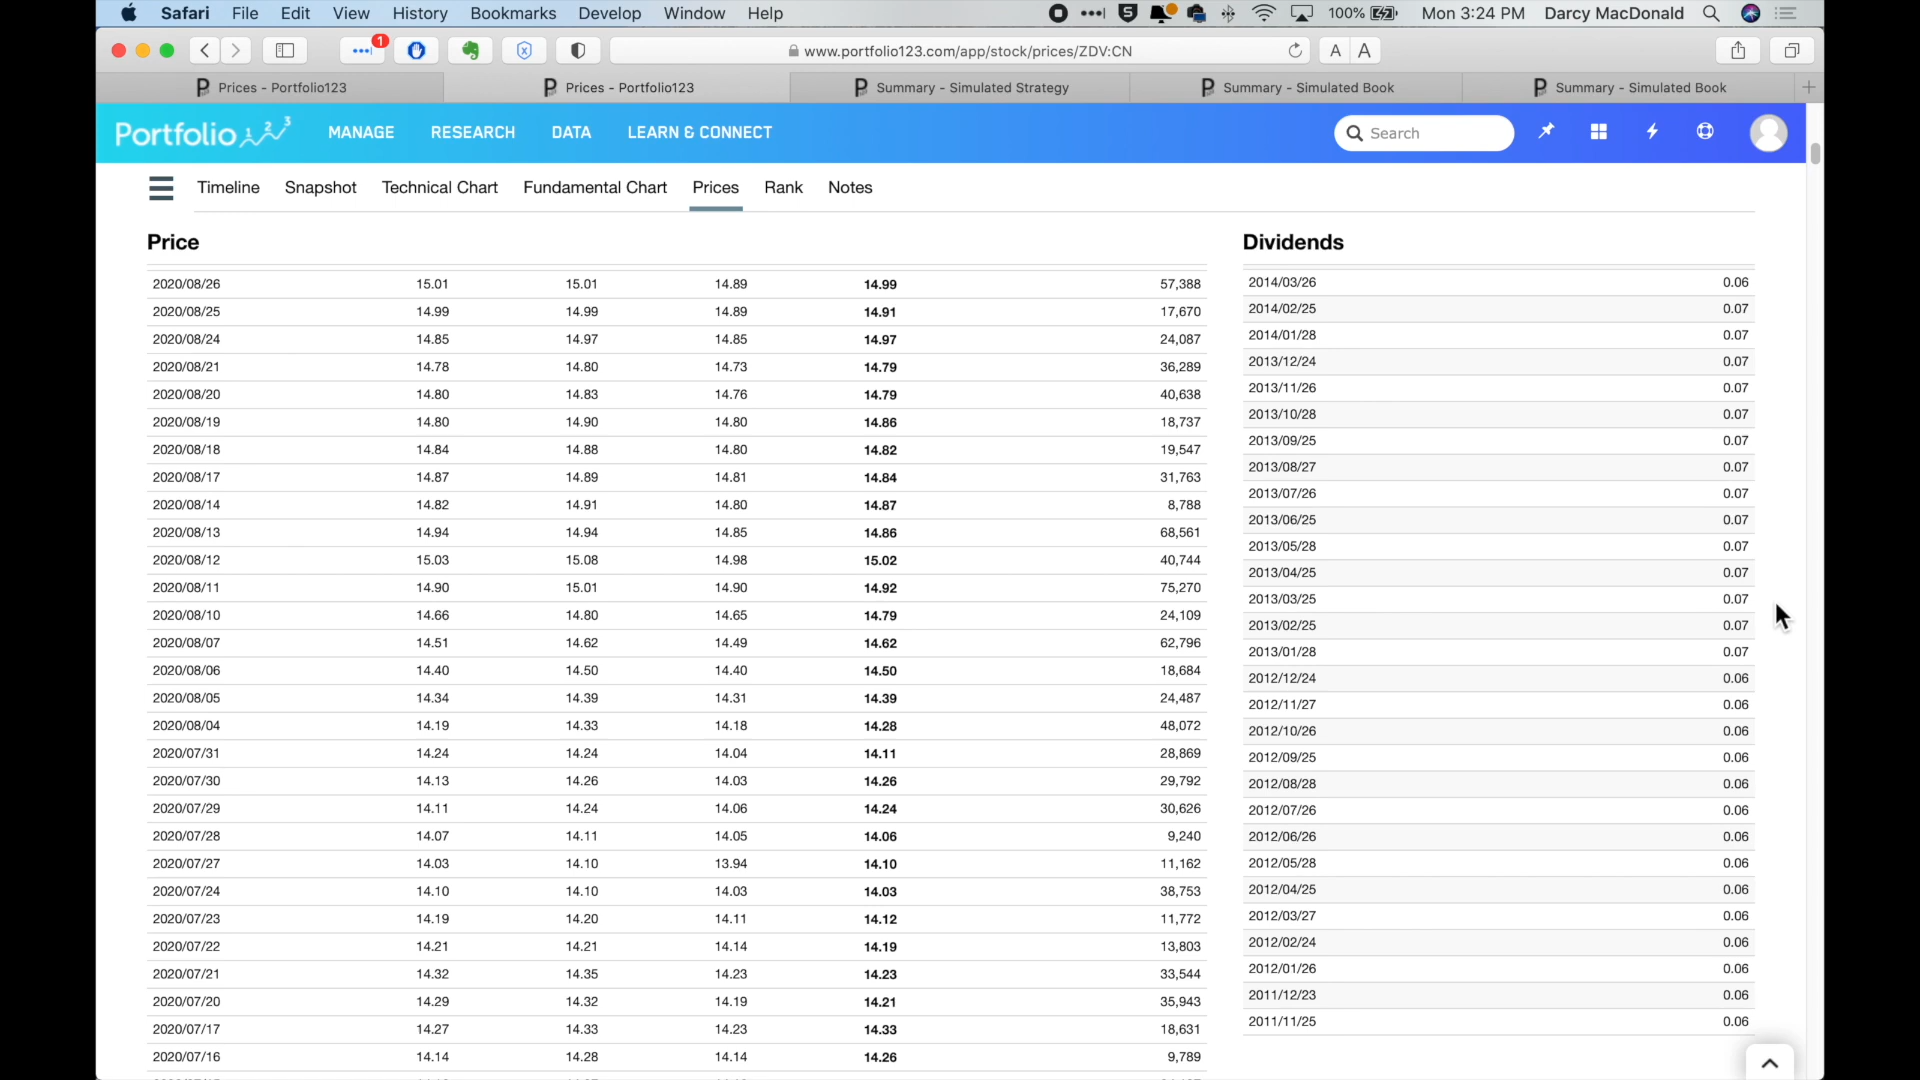 Safari File Edit View History Bookmarks Develop Window Help 100% Mon 3:24 PM Darcy MacDonald
1 www.portfolio123.com/app/stock/prices/ZDV:CN A A
Prices - Portfolio123 Prices - Portfolio123 Summary - Simulated Strategy Summary - Simulated Book Summary - Simulated Book
Portfolio123 MANAGE RESEARCH DATA LEARN & CONNECT Search
Timeline Snapshot Technical Chart Fundamental Chart Prices Rank Notes
Price
2020/08/26 15.01 15.01 14.89 14.99 57,388
2020/08/25 14.99 14.99 14.89 14.91 17,670
2020/08/24 14.85 14.97 14.85 14.97 24,087
2020/08/21 14.78 14.80 14.73 14.79 36,289
2020/08/20 14.80 14.83 14.76 14.79 40,638
2020/08/19 14.80 14.90 14.80 14.86 18,737
2020/08/18 14.84 14.88 14.80 14.82 19,547
2020/08/17 14.87 14.89 14.81 14.84 31,763
2020/08/14 14.82 14.91 14.80 14.87 8,788
2020/08/13 14.94 14.94 14.85 14.86 68,561
2020/08/12 15.03 15.08 14.98 15.02 40,744
2020/08/11 14.90 15.01 14.90 14.92 75,270
2020/08/10 14.66 14.80 14.65 14.79 24,109
2020/08/07 14.51 14.62 14.49 14.62 62,796
2020/08/06 14.40 14.50 14.40 14.50 18,684
2020/08/05 14.34 14.39 14.31 14.39 24,487
2020/08/04 14.19 14.33 14.18 14.28 48,072
2020/07/31 14.24 14.24 14.04 14.11 28,869
2020/07/30 14.13 14.26 14.03 14.26 29,792
2020/07/29 14.11 14.24 14.06 14.24 30,626
2020/07/28 14.07 14.11 14.05 14.06 9,240
2020/07/27 14.03 14.10 13.94 14.10 11,162
2020/07/24 14.10 14.10 14.03 14.03 38,753
2020/07/23 14.19 14.20 14.11 14.12 11,772
2020/07/22 14.21 14.21 14.14 14.19 13,803
2020/07/21 14.32 14.35 14.23 14.23 33,544
2020/07/20 14.29 14.32 14.19 14.21 35,943
2020/07/17 14.27 14.33 14.23 14.33 18,631
2020/07/16 14.14 14.28 14.14 14.26 9,789
Dividends
2014/03/26 0.06
2014/02/25 0.07
2014/01/28 0.07
2013/12/24 0.07
2013/11/26 0.07
2013/10/28 0.07
2013/09/25 0.07
2013/08/27 0.07
2013/07/26 0.07
2013/06/25 0.07
2013/05/28 0.07
2013/04/25 0.07
2013/03/25 0.07
2013/02/25 0.07
2013/01/28 0.07
2012/12/24 0.06
2012/11/27 0.06
2012/10/26 0.06
2012/09/25 0.06
2012/08/28 0.06
2012/07/26 0.06
2012/06/26 0.06
2012/05/28 0.06
2012/04/25 0.06
2012/03/27 0.06
2012/02/24 0.06
2012/01/26 0.06
2011/12/23 0.06
2011/11/25 0.06